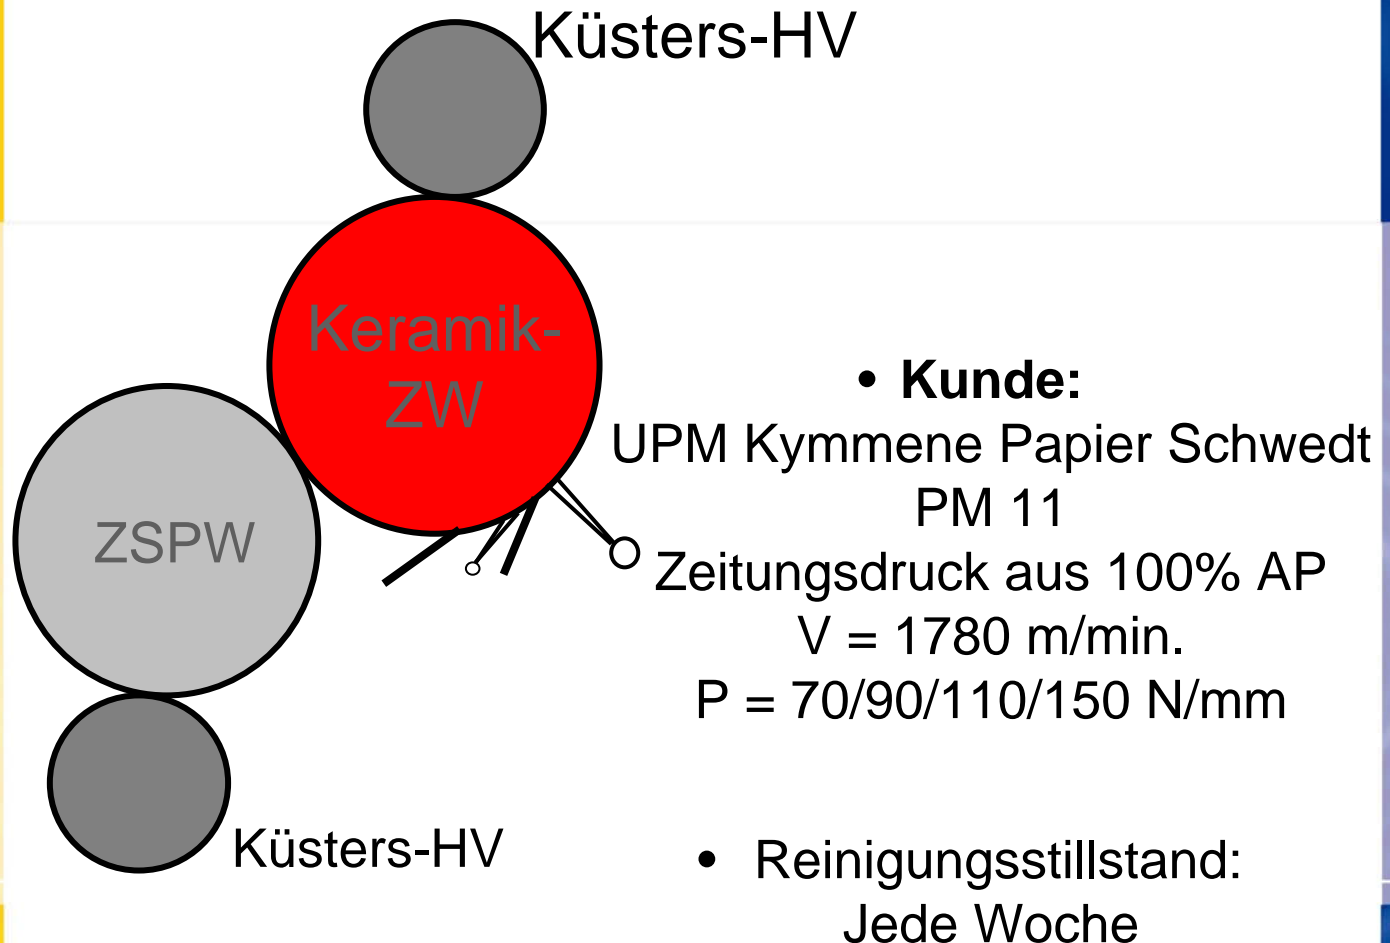 Küsters-HV
Keramik-
ZW
ZSPW
Küsters-HV
• Kunde:
UPM Kymmene Papier Schwedt
PM 11
Zeitungsdruck aus 100% AP
V = 1780 m/min.
P = 70/90/110/150 N/mm
• Reinigungsstillstand:
Jede Woche